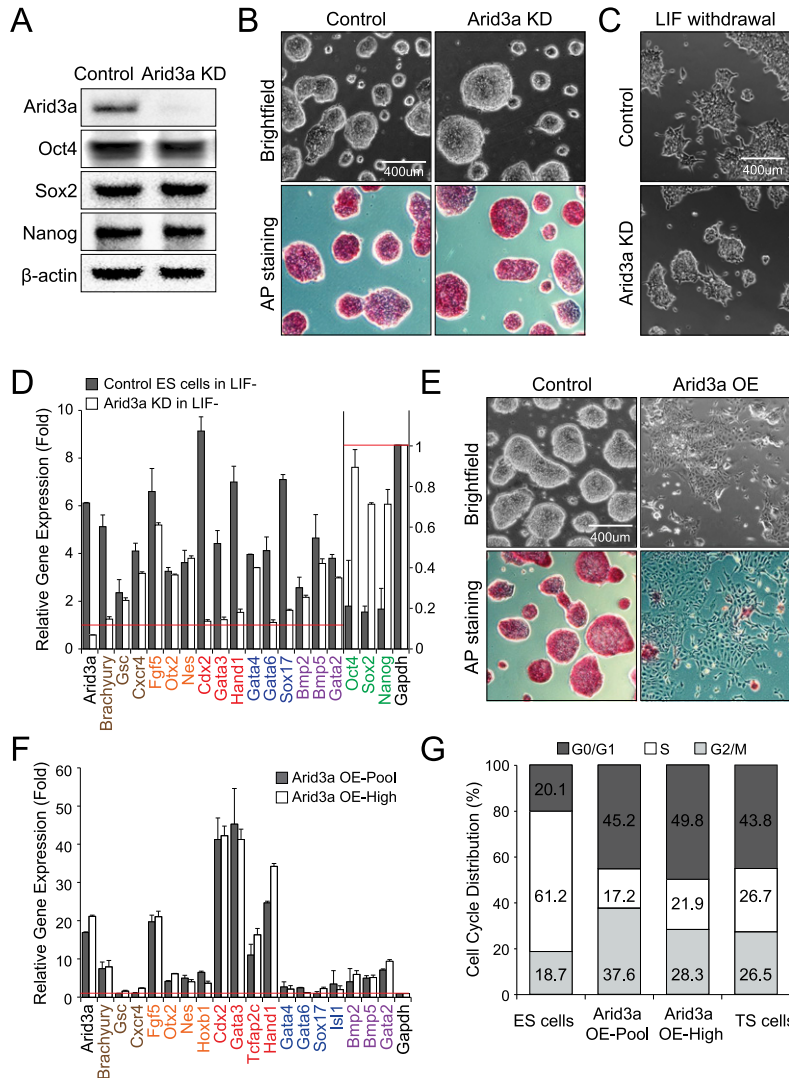 A
Control Arid3a KD
Arid3a
Oct4
Sox2
Nanog
β-actin
B
Control
Arid3a KD
Brightfield
400um
AP staining
C
LIF withdrawal
Control
400um
Arid3a KD
D
Control ES cells in LIF-
Arid3a KD in LIF-
Relative Gene Expression (Fold)
10
8
6
4
2
0
1
0.8
0.6
0.4
0.2
0
Arid3a
Brachyury
Gsc
Cxcr4
Fgf5
Otx2
Nes
Cdx2
Gata3
Hand1
Gata4
Gata6
Sox17
Bmp2
Bmp5
Gata2
Oct4
Sox2
Nanog
Gapdh
E
Control
Arid3a OE
Brightfield
400um
AP staining
F
Arid3a OE-Pool
Arid3a OE-High
Relative Gene Expression (Fold)
60
50
40
30
20
10
0
Arid3a
Brachyury
Gsc
Cxcr4
Fgf5
Otx2
Nes
Hoxb1
Cdx2
Gata3
Tcfap2c
Hand1
Gata4
Gata6
Sox17
Isl1
Bmp2
Bmp5
Gata2
Gapdh
G
G0/G1 S G2/M
Cell Cycle Distribution (%)
100
80
60
40
20
0
20.1
61.2
18.7
45.2
17.2
37.6
49.8
21.9
28.3
43.8
26.7
26.5
ES cells
Arid3a
OE-Pool
Arid3a
OE-High
TS cells